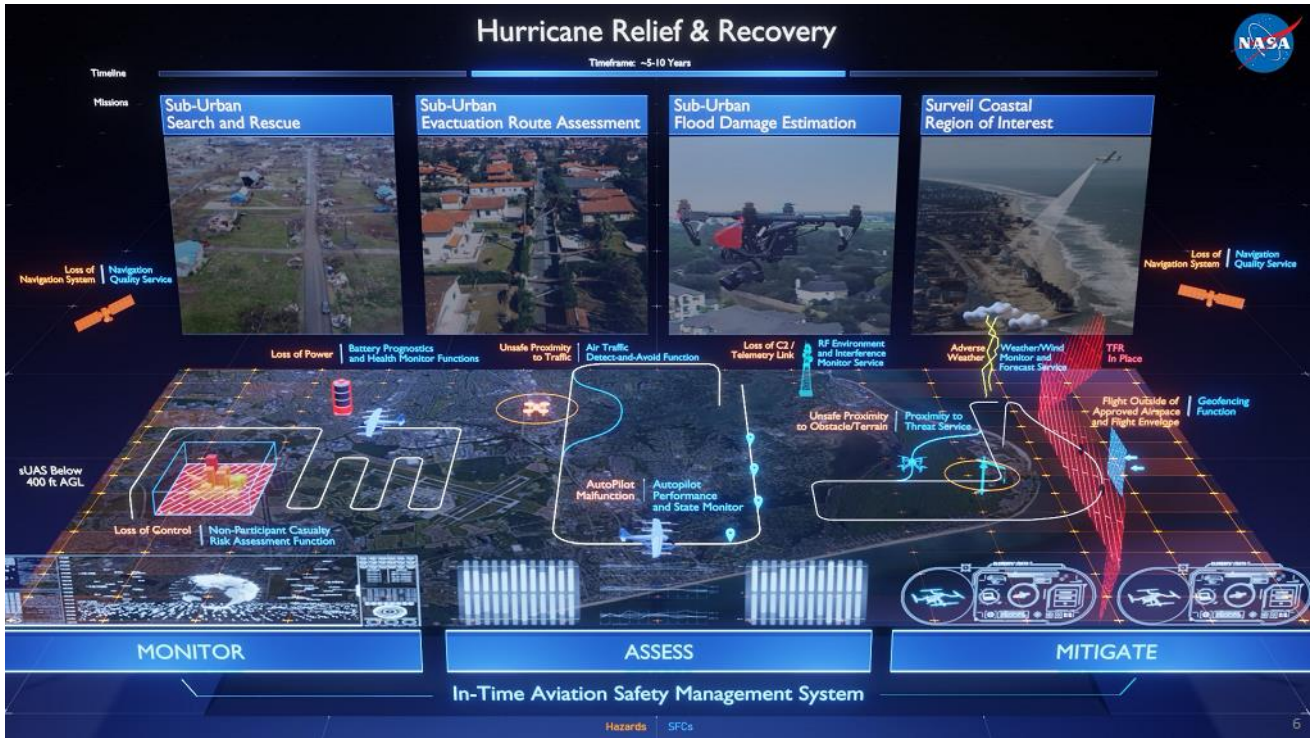 Hurricane Relief & Recovery
NASA
Timeframe: ~5-10 Years
Timeline
Missions
Sub-Urban
Search and Rescue
Sub-Urban
Evactuation Route Assessment
Sub-Urban
Flood Damage Estimation
Surveil Coastal
Region of Interest
Loss of
Navigation System
Navigation
Quality Service
Loss of
Navigation System
Navigation
Quality Service
Loss of Power
Battery Prognostics
and Health Monitor Functions
Unsafe Proximity
to Traffic
Air Traffic
Detect-and-Avoid Function
Loss of C2 /
Telemetry Link
RF Environment
and Interference
Monitor Service
Adverse
Weather
Weather/Wind
Monitor and
Forecast Service
TFR
In Place
Flight Outside of
Approved Airspace
and Flight Envelope
Geofencing
Function
Unsafe Proximity
to Obstacle/Terrain
Proximity to
Threat Service
sUAS Below
400 ft AGL
AutoPilot
Malfunction
Autopilot
Performance
and State Monitor
Loss of Control
Non-Participant Casualty
Risk Assessment Function
MONITOR
ASSESS
MITIGATE
In-Time Aviation Safety Management System
Hazards
SFCs
6